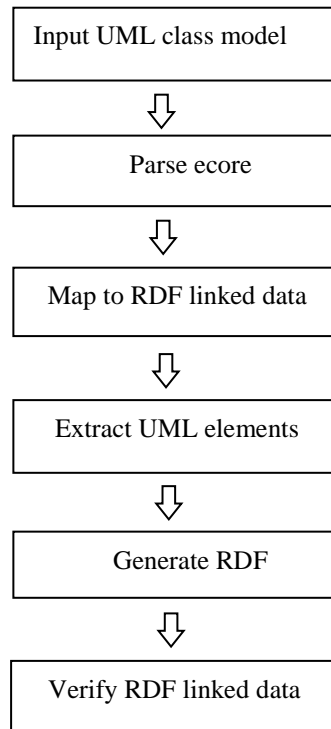 Input UML class model
Parse ecore
Map to RDF linked data
Extract UML elements
Generate RDF
Verify RDF linked data